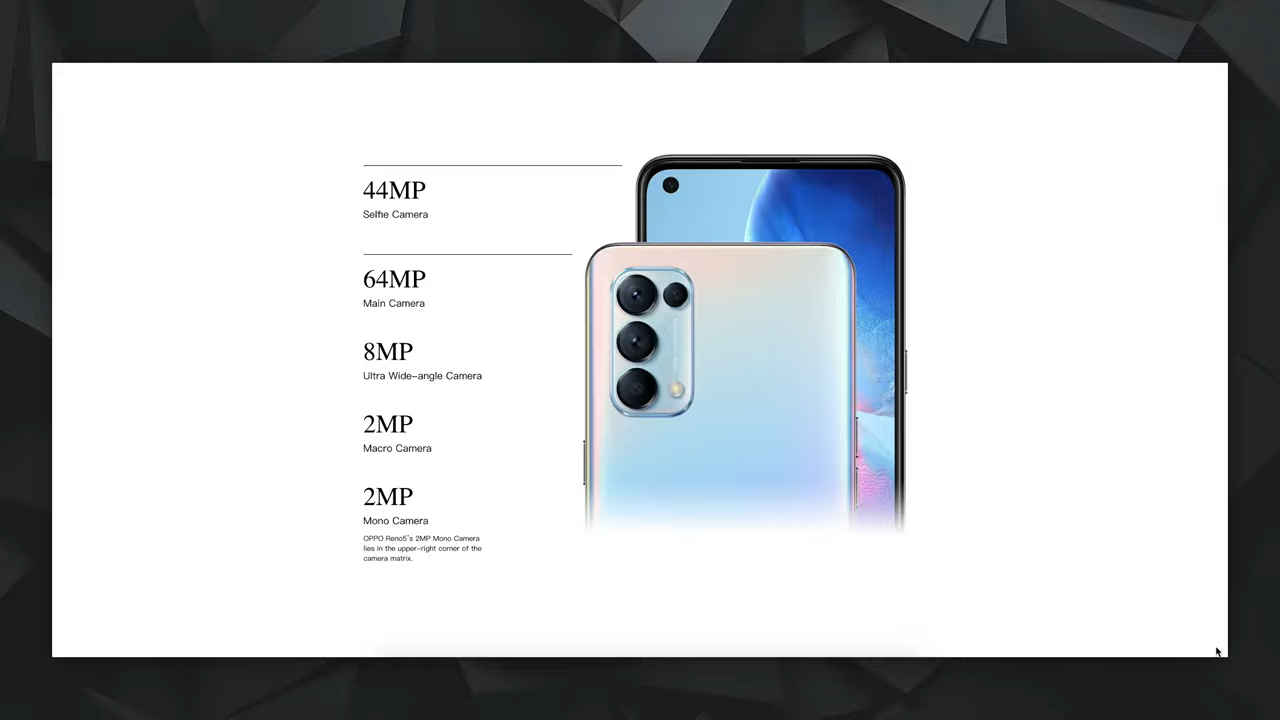 44MP
Selfie Camera
64MP
Main Camera
8MP
Ultra Wide-angle Camera
2MP
Macro Camera
2MP
Mono Camera
OPPO Reno5's 2MP Mono Camera
lies in the upper-right corner of the
camera matrix.